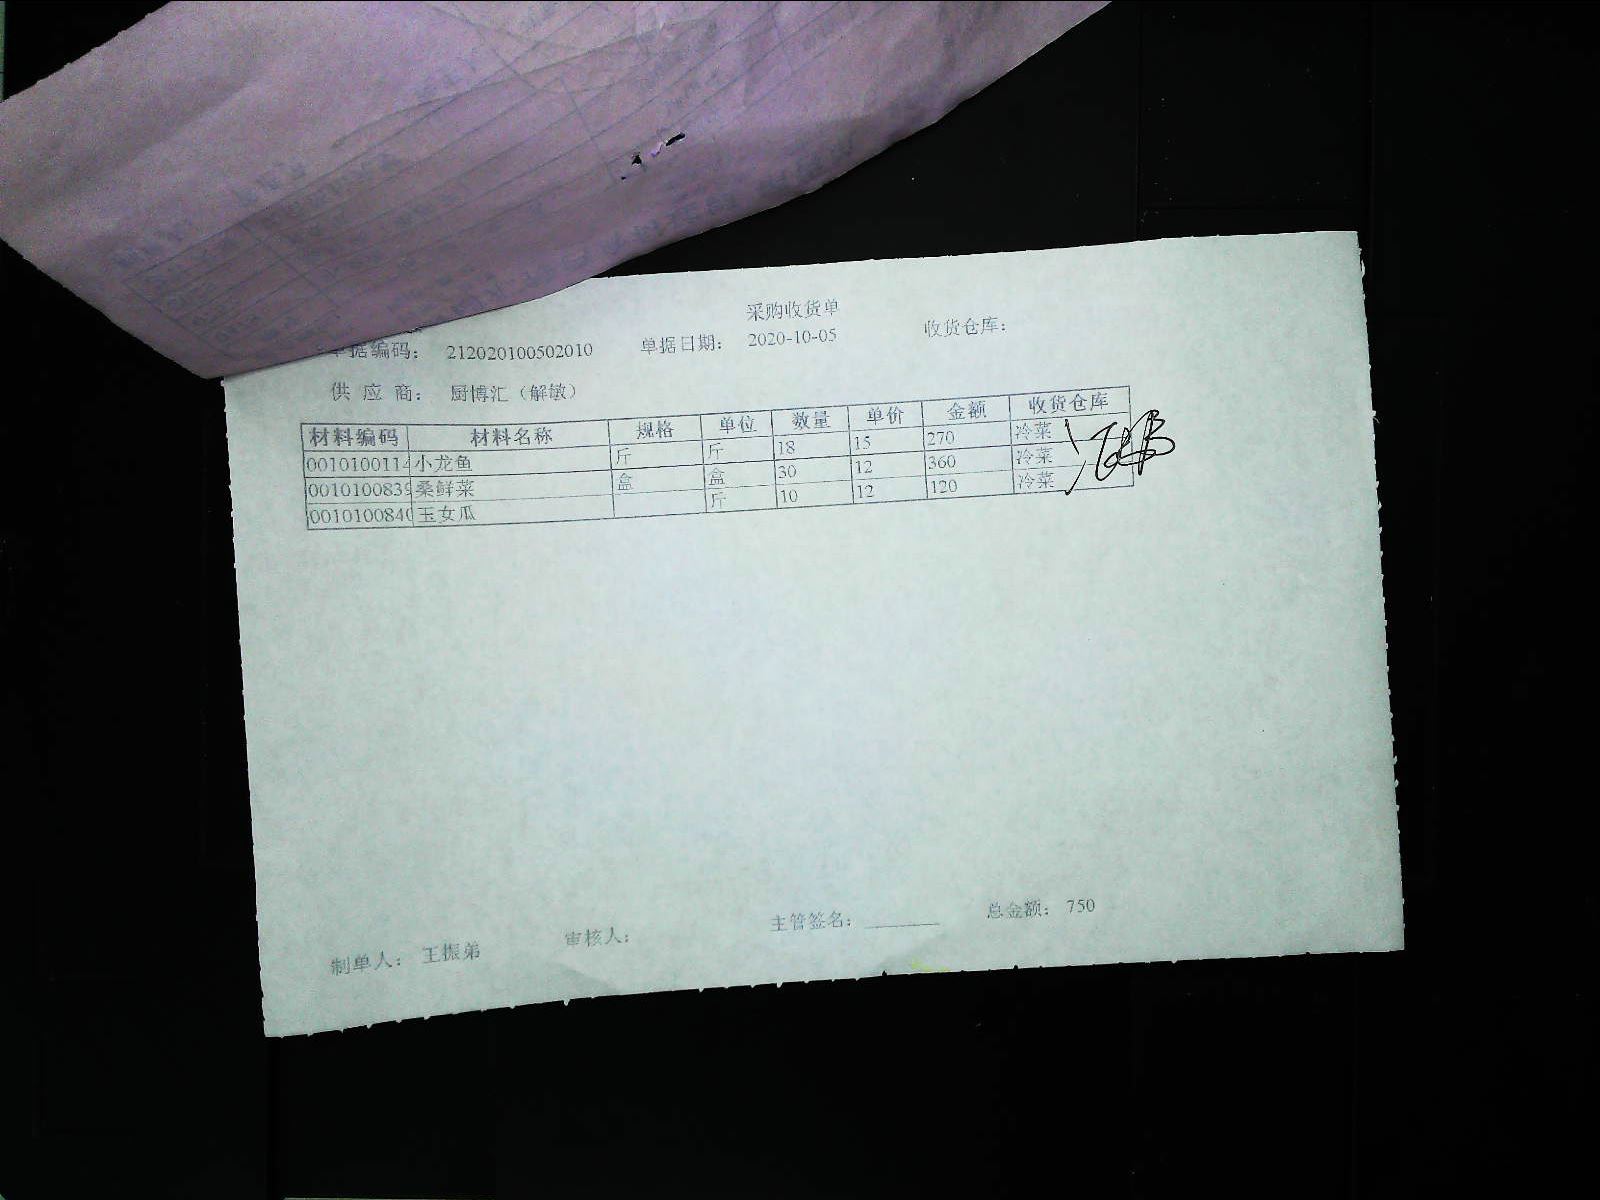 采购收货单
单据编码: 212020100502010 单据日期: 2020-10-05 收货仓库:
供 应 商: 厨博汇（解敏）
材料编码 材料名称 规格 单位 数量 单价 金额 收货仓库
0010100114 小龙鱼 斤 斤 18 15 270 冷菜
001010083 桑鲜菜 盒 盒 30 12 360 冷菜
001010084 玉女瓜 斤 10 12 120 冷菜
制单人: 王振弟 审核人: 主管签名: 总金额: 750